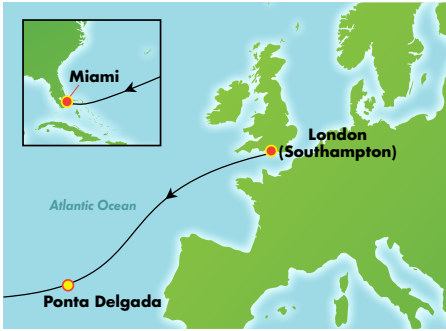 Miami
London
(Southampton)
Atlantic Ocean
Ponta Delgada